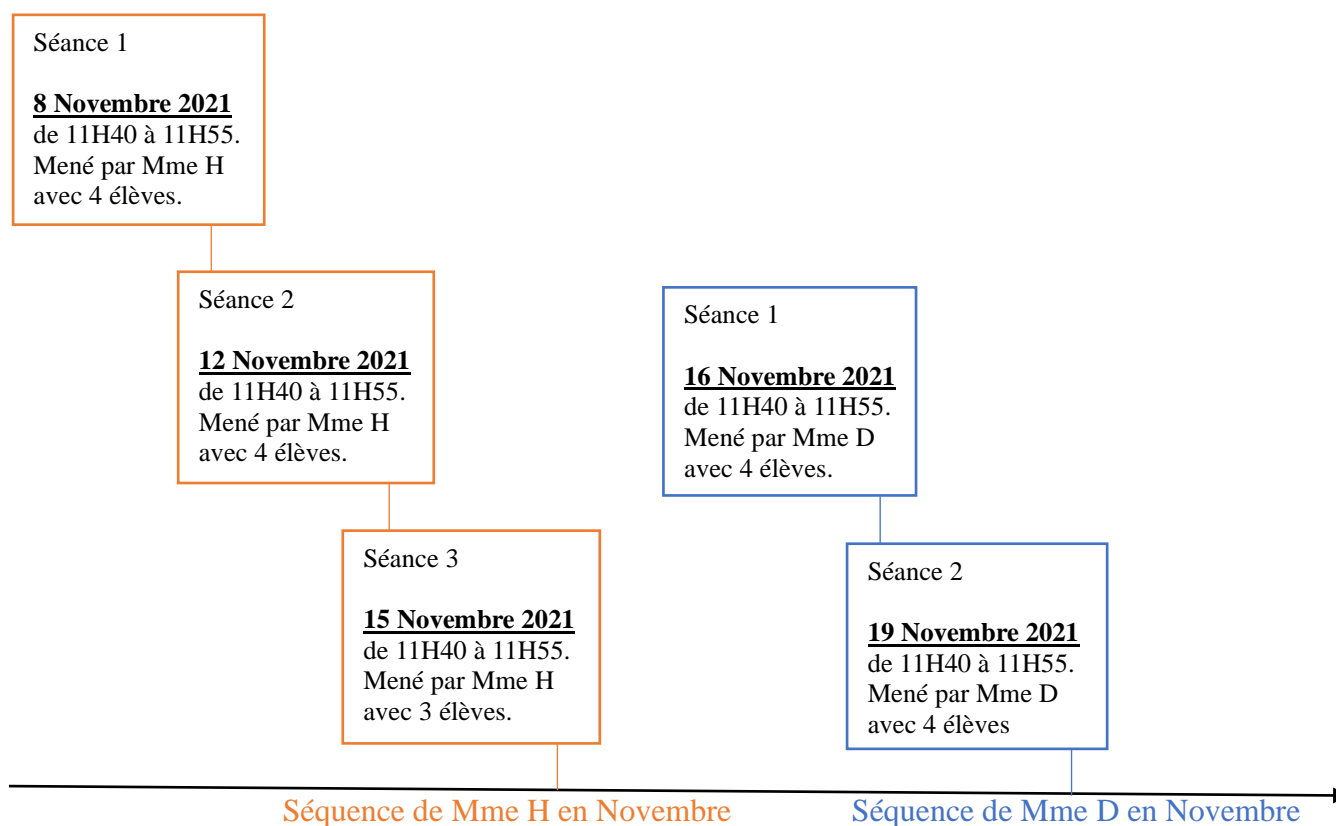 Séance 1
8 Novembre 2021
de 11H40 à 11H55.
Mené par Mme H
avec 4 élèves.
Séance 2
12 Novembre 2021
de 11H40 à 11H55.
Mené par Mme H
avec 4 élèves.
Séance 3
15 Novembre 2021
de 11H40 à 11H55.
Mené par Mme H
avec 3 élèves.
Séance 1
16 Novembre 2021
de 11H40 à 11H55.
Mené par Mme D
avec 4 élèves.
Séance 2
19 Novembre 2021
de 11H40 à 11H55.
Mené par Mme D
avec 4 élèves
Séquence de Mme H en Novembre
Séquence de Mme D en Novembre